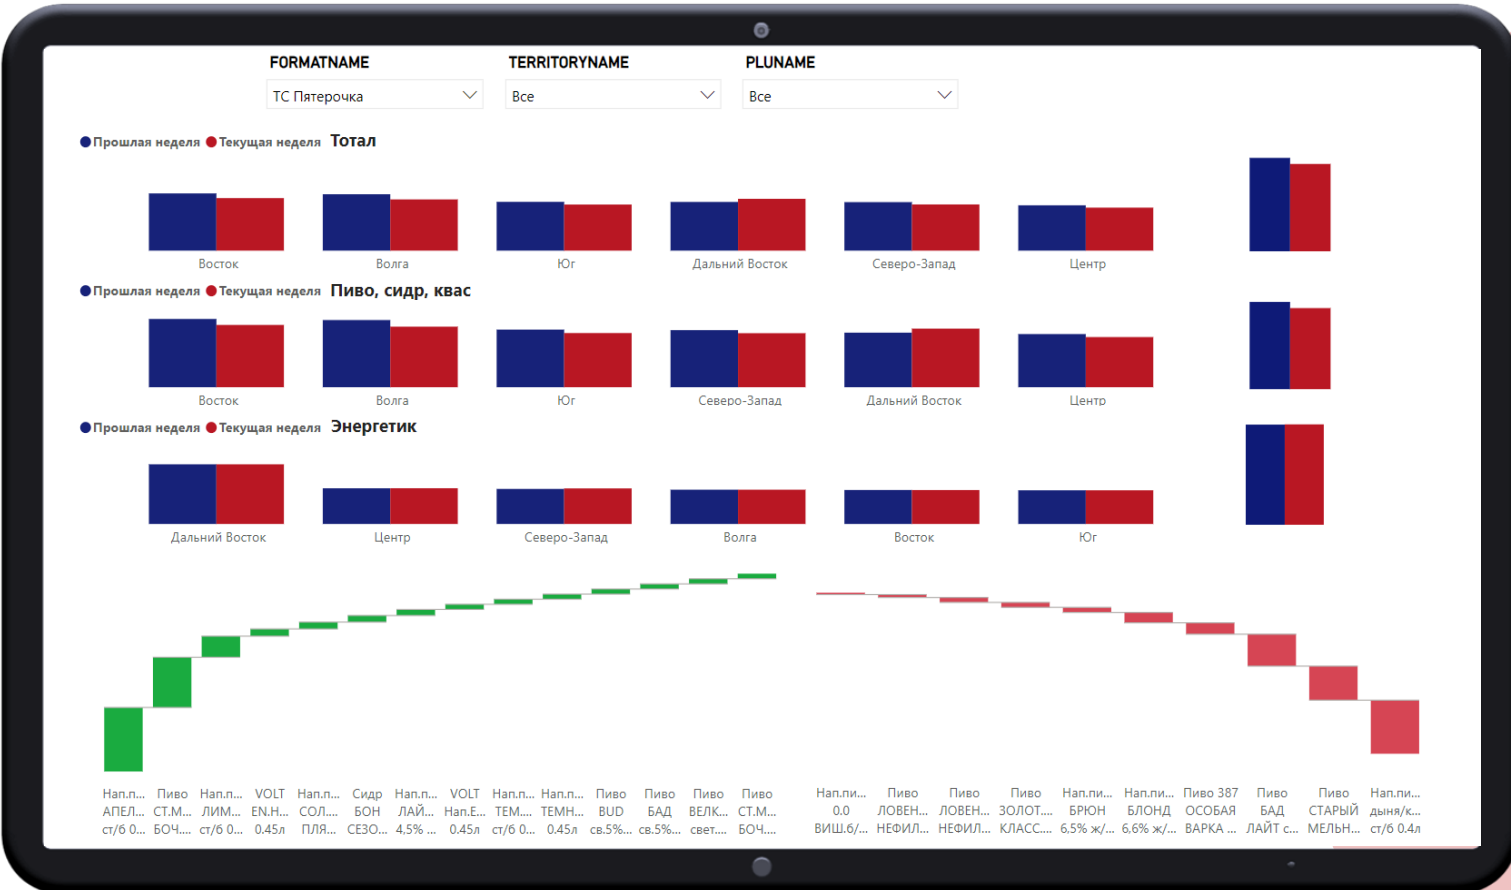 FORMATNAME TERRITORYNAME PLUNAME
ТС Пятерочка Все Все
Прошлая неделя Текущая неделя Тотал
Восток Волга Юг Дальний Восток Северо-Запад Центр
Прошлая неделя Текущая неделя Пиво, сидр, квас
Восток Волга Юг Северо-Запад Дальний Восток Центр
Прошлая неделя Текущая неделя Энергетик
Дальний Восток Центр Северо-Запад Волга Восток Юг
Нап.п... Пиво Нап.п... VOLT Нап.п... Сидр Нап.п... VOLT Нап.п... Нап.п... Пиво Пиво Пиво Пиво Нап.пи... Пиво Пиво Пиво Нап.пи... Нап.пи... Пиво 387 Пиво Пиво Нап.пи...
АПЕЛ... СТ.М... ЛИМ... EN.Н... СОЛ.... БОН ЛАЙ... Нап.Е... ТЕМ.... ТЕМН... BUD БАД ВЕЛК... СТ.М... 0.0 ЛОВЕН... ЛОВЕН... ЗОЛОТ.... БРЮН БЛОНД ОСОБАЯ БАД СТАРЫЙ дыня/к...
ст/б 0... БОЧ.... ст/б 0... 0.45л ПЛЯ... СЕЗО... 4,5% ... 0.45л ст/б 0... 0.45л св.5%... св.5%... свет.... БОЧ.... ВИШ.б/... НЕФИЛ... НЕФИЛ... КЛАСС.... 6,5% ж/... 6,6% ж/... ВАРКА ... ЛАЙТ с... МЕЛЬН... ст/б 0.4л